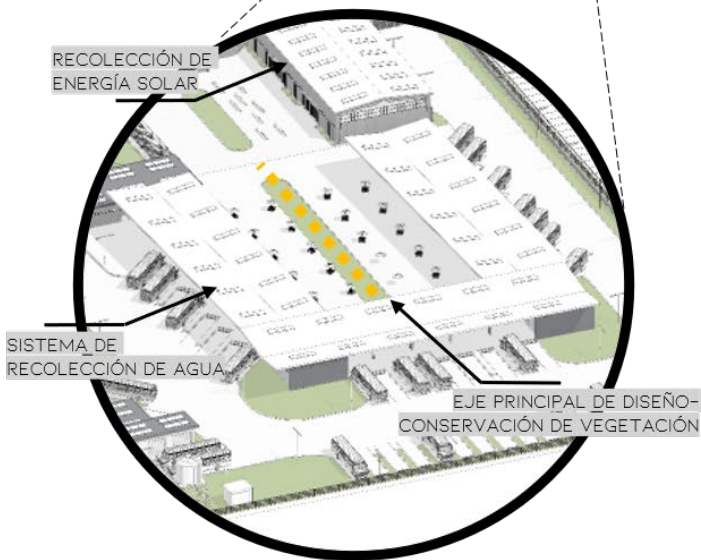 RECOLECCIÓN DE
ENERGÍA SOLAR
SISTEMA DE
RECOLECCIÓN DE AGUA
EJE PRINCIPAL DE DISEÑO-
CONSERVACIÓN DE VEGETACIÓN